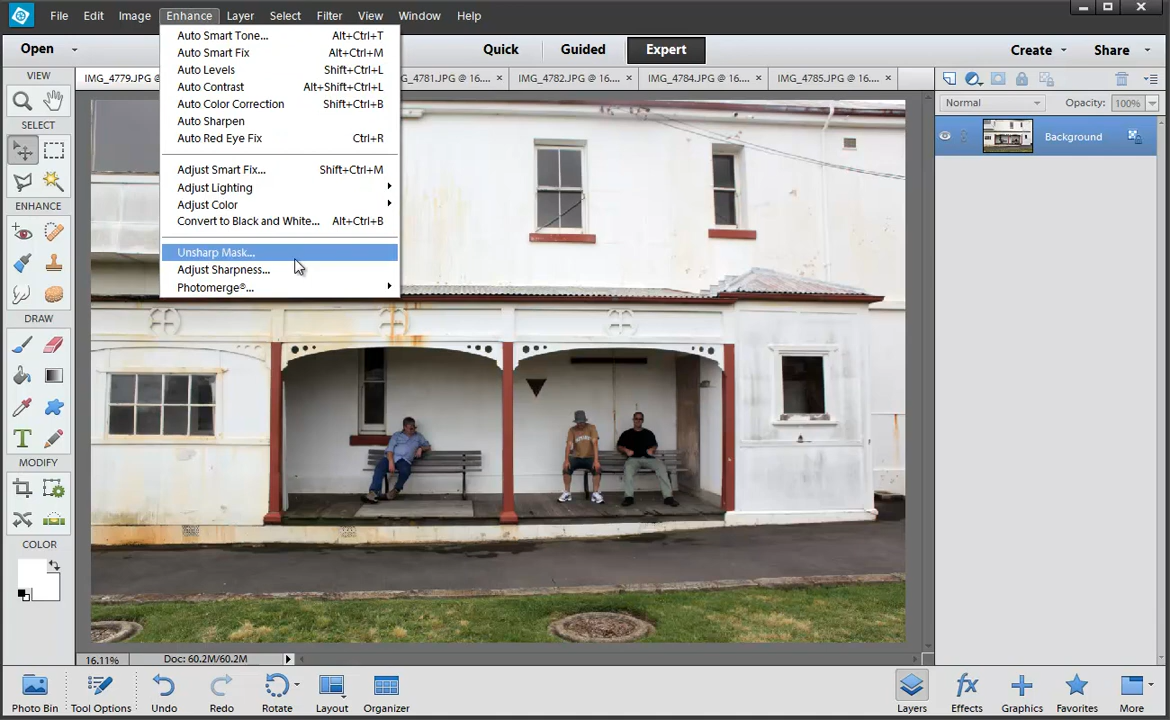 File Edit Image Enhance Layer Select Filter View Window Help
Open Quick Guided Expert Create Share
VIEW
SELECT
ENHANCE
DRAW
MODIFY
COLOR
IMG_4779.JPG @ G_4781.JPG @ 16.... × IMG_4782.JPG @ 16.... × IMG_4784.JPG @ 16.... × IMG_4785.JPG @ 16.... ×
Auto Smart Tone... Alt+Ctrl+T
Auto Smart Fix Alt+Ctrl+M
Auto Levels Shift+Ctrl+L
Auto Contrast Alt+Shift+Ctrl+L
Auto Color Correction Shift+Ctrl+B
Auto Sharpen
Auto Red Eye Fix Ctrl+R
Adjust Smart Fix... Shift+Ctrl+M
Adjust Lighting
Adjust Color
Convert to Black and White... Alt+Ctrl+B
Unsharp Mask...
Adjust Sharpness...
Photomerge®...
Normal Opacity: 100%
Background
16.11% Doc: 60.2M/60.2M
Photo Bin Tool Options Undo Redo Rotate Layout Organizer Layers Effects Graphics Favorites More